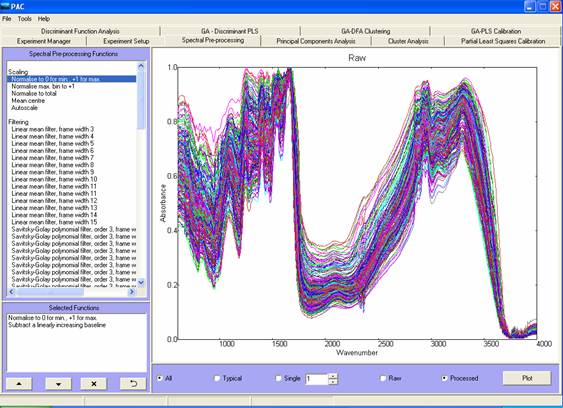 PAC
File Tools Help
Discriminant Function Analysis GA - Discriminant PLS GA-DFA Clustering GA-PLS Calibration
Experiment Manager Experiment Setup Spectral Pre-processing Principal Components Analysis Cluster Analysis Partial Least Squares Calibration
Spectral Pre-processing Functions
Scaling
Normalise to 0 for min., +1 for max.
Normalise max. bin to +1
Normalise to total
Mean centre
Autoscale
Filtering
Linear mean filter, frame width 3
Linear mean filter, frame width 4
Linear mean filter, frame width 5
Linear mean filter, frame width 6
Linear mean filter, frame width 7
Linear mean filter, frame width 8
Linear mean filter, frame width 9
Linear mean filter, frame width 10
Linear mean filter, frame width 11
Linear mean filter, frame width 11
Linear mean filter, frame width 12
Linear mean filter, frame width 13
Linear mean filter, frame width 14
Linear mean filter, frame width 15
Savitsky-Golay polynomial filter, order 3, frame w
Savitsky-Golay polynomial filter, order 3, frame w
Savitsky-Golay polynomial filter, order 3, frame w
Savitsky-Golay polynomial filter, order 3, frame w
Savitsky-Golay polynomial filter, order 3, frame w
Savitsky-Golay polynomial filter, order 3, frame w
Savitsky-Golay polynomial filter, order 3, frame w
Selected Functions
Normalise to 0 for min., +1 for max.
Subtract a linearly increasing baseline
Raw
1.0
0.8
0.6
0.4
0.2
0.0
Absorbance
1000 1500 2000 2500 3000 3500 4000
Wavenumber
All Typical Single 1 Raw Processed Plot